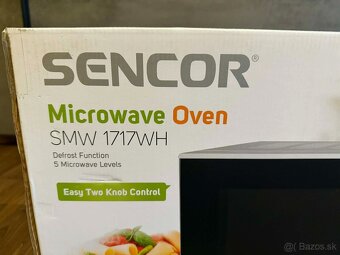 SENCOR®
Microwave Oven
SMW 1717WH
Defrost Function
5 Microwave Levels
Easy Two Knob Control
Bazos.sk